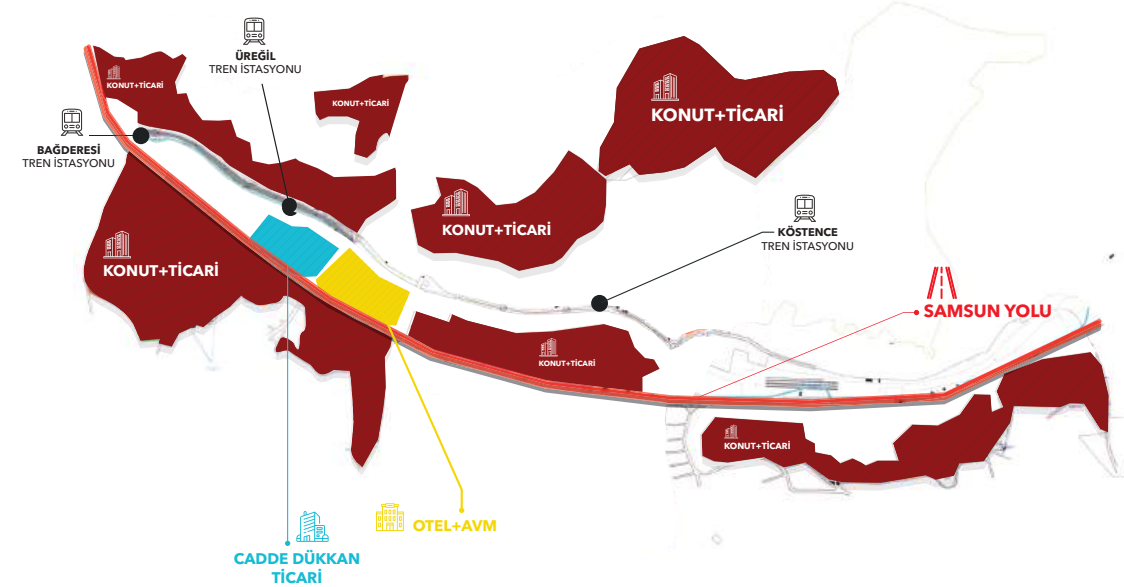 ÜREĞİL
TREN İSTASYONU
KONUT+TİCARİ
KONUT+TİCARİ
KONUT+TİCARİ
BAĞDERESİ
TREN İSTASYONU
KONUT+TİCARİ
KÖSTENCE
TREN İSTASYONU
KONUT+TİCARİ
SAMSUN YOLU
KONUT+TİCARİ
KONUT+TİCARİ
OTEL+AVM
CADDE DÜKKAN
TİCARİ